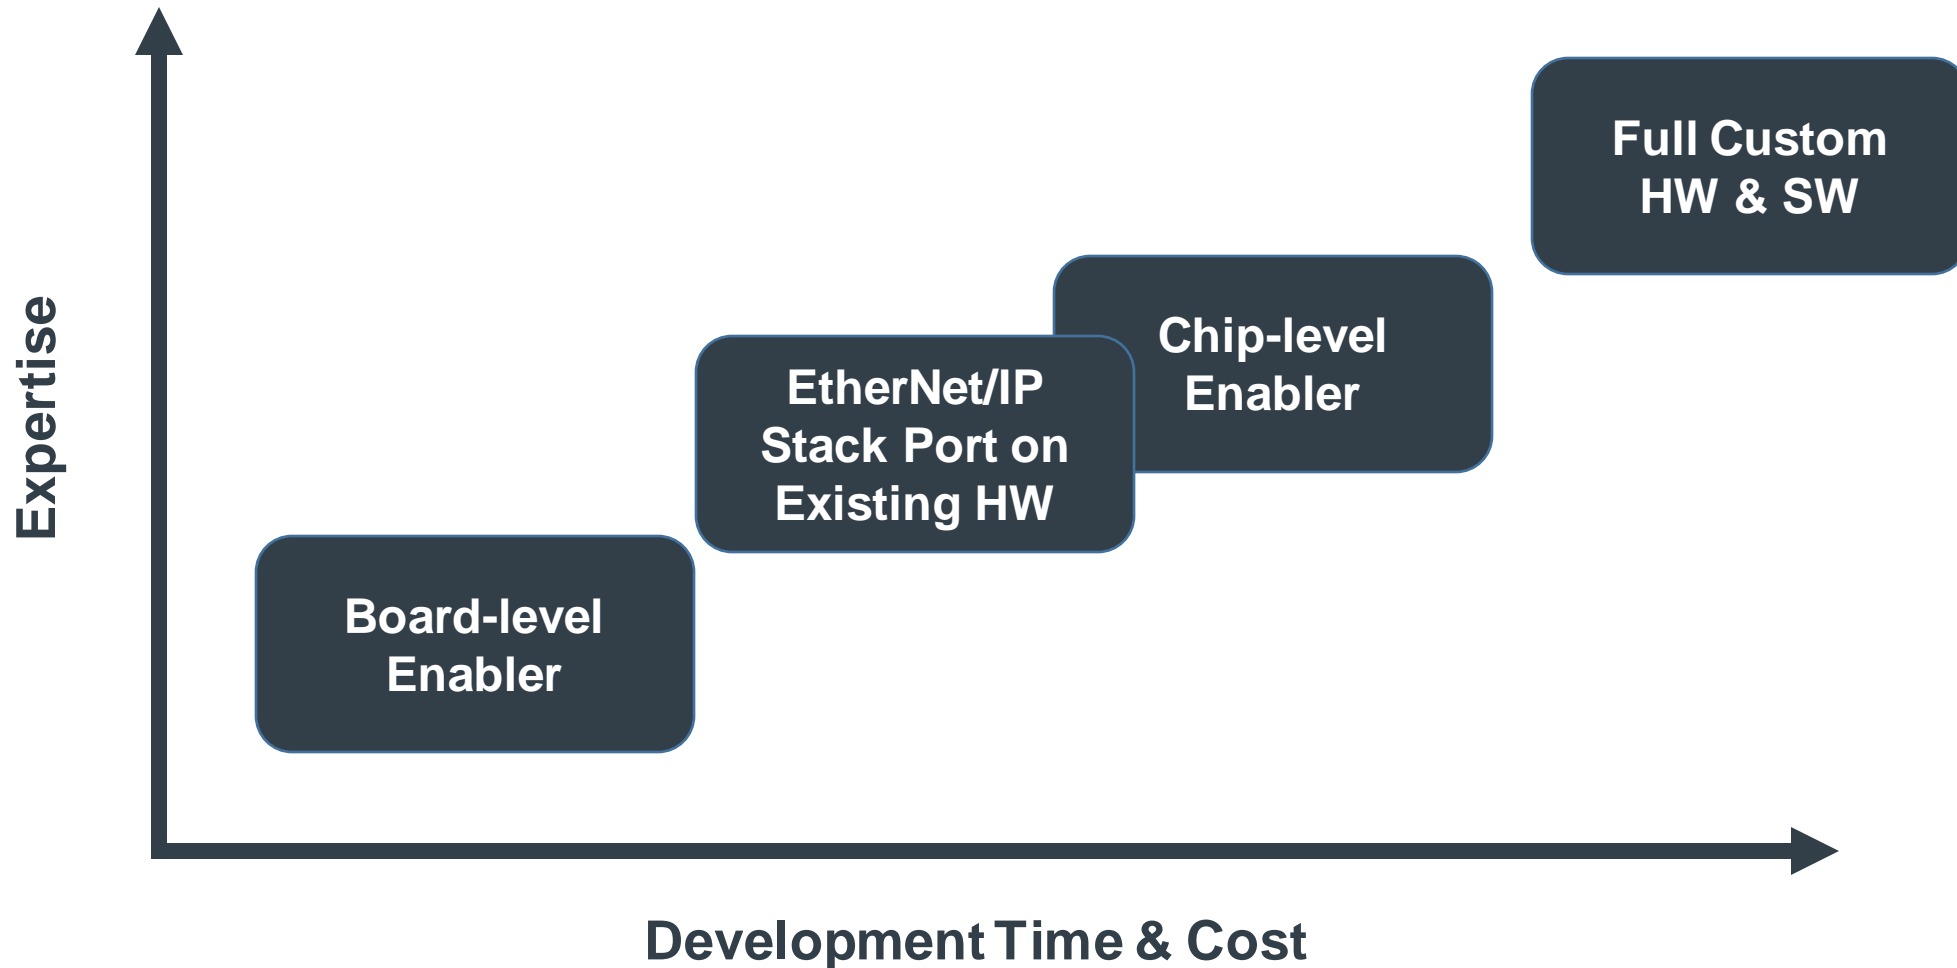 Full Custom
HW & SW
Chip-level
Enabler
EtherNet/IP
Stack Port on
Existing HW
Board-level
Enabler
Expertise
Development Time & Cost